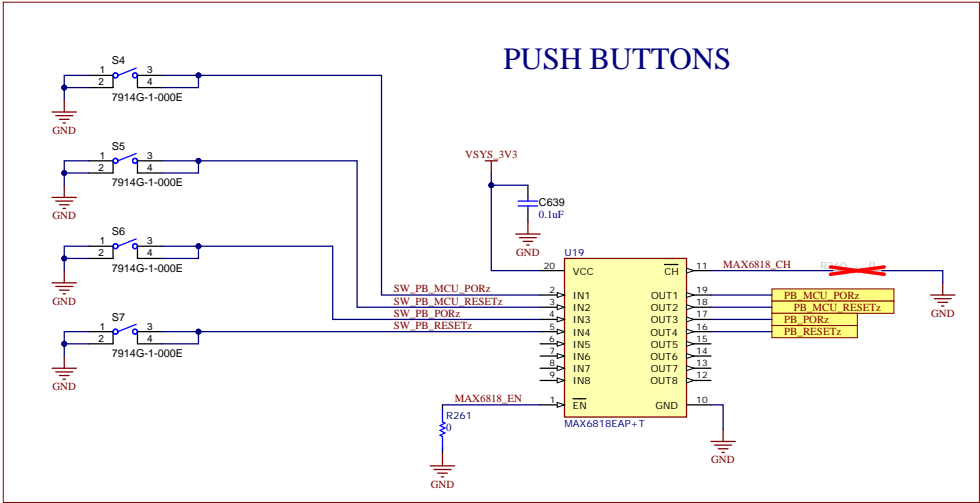 PUSH BUTTONS
S4
1 3
2 4
7914G-1-000E
GND
S5
1 3
2 4
7914G-1-000E
GND
S6
1 3
2 4
7914G-1-000E
GND
S7
1 3
2 4
7914G-1-000E
GND
VSYS_3V3
C639
0.1uF
GND
U19
20 VCC CH 11 MAX6818_CH 0
GND
SW_PB_MCU_PORz 2 IN1 OUT1 19 PB_MCU_PORz
SW_PB_MCU_RESETz 3 IN2 OUT2 18 PB_MCU_RESETz
SW_PB_PORz 4 IN3 OUT3 17 PB_PORz
SW_PB_RESETz 5 IN4 OUT4 16 PB_RESETz
6 IN5 OUT5 15
7 IN6 OUT6 14
8 IN7 OUT7 13
9 IN8 OUT8 12
MAX6818_EN 1 EN GND 10
R261
0
MAX6818EAP+T
GND
GND